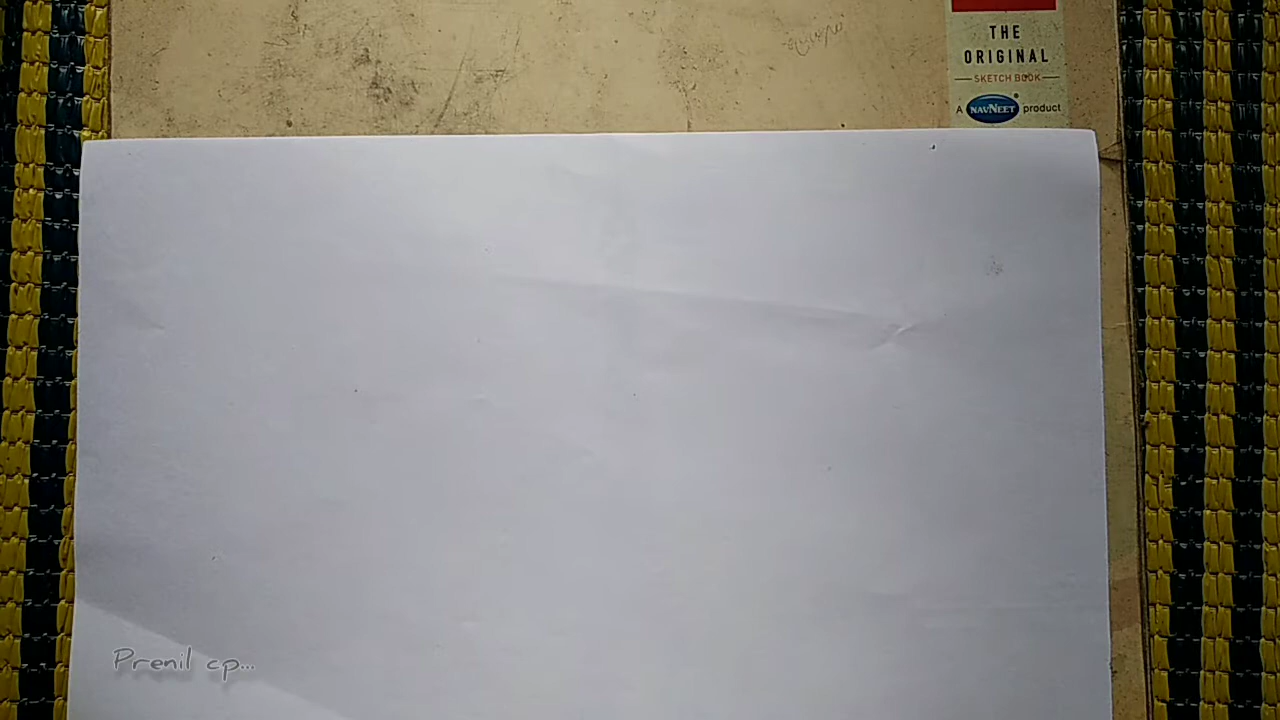 THE
ORIGINAL
SKETCH BOOK
A NAVNEET product
Prenil cp...